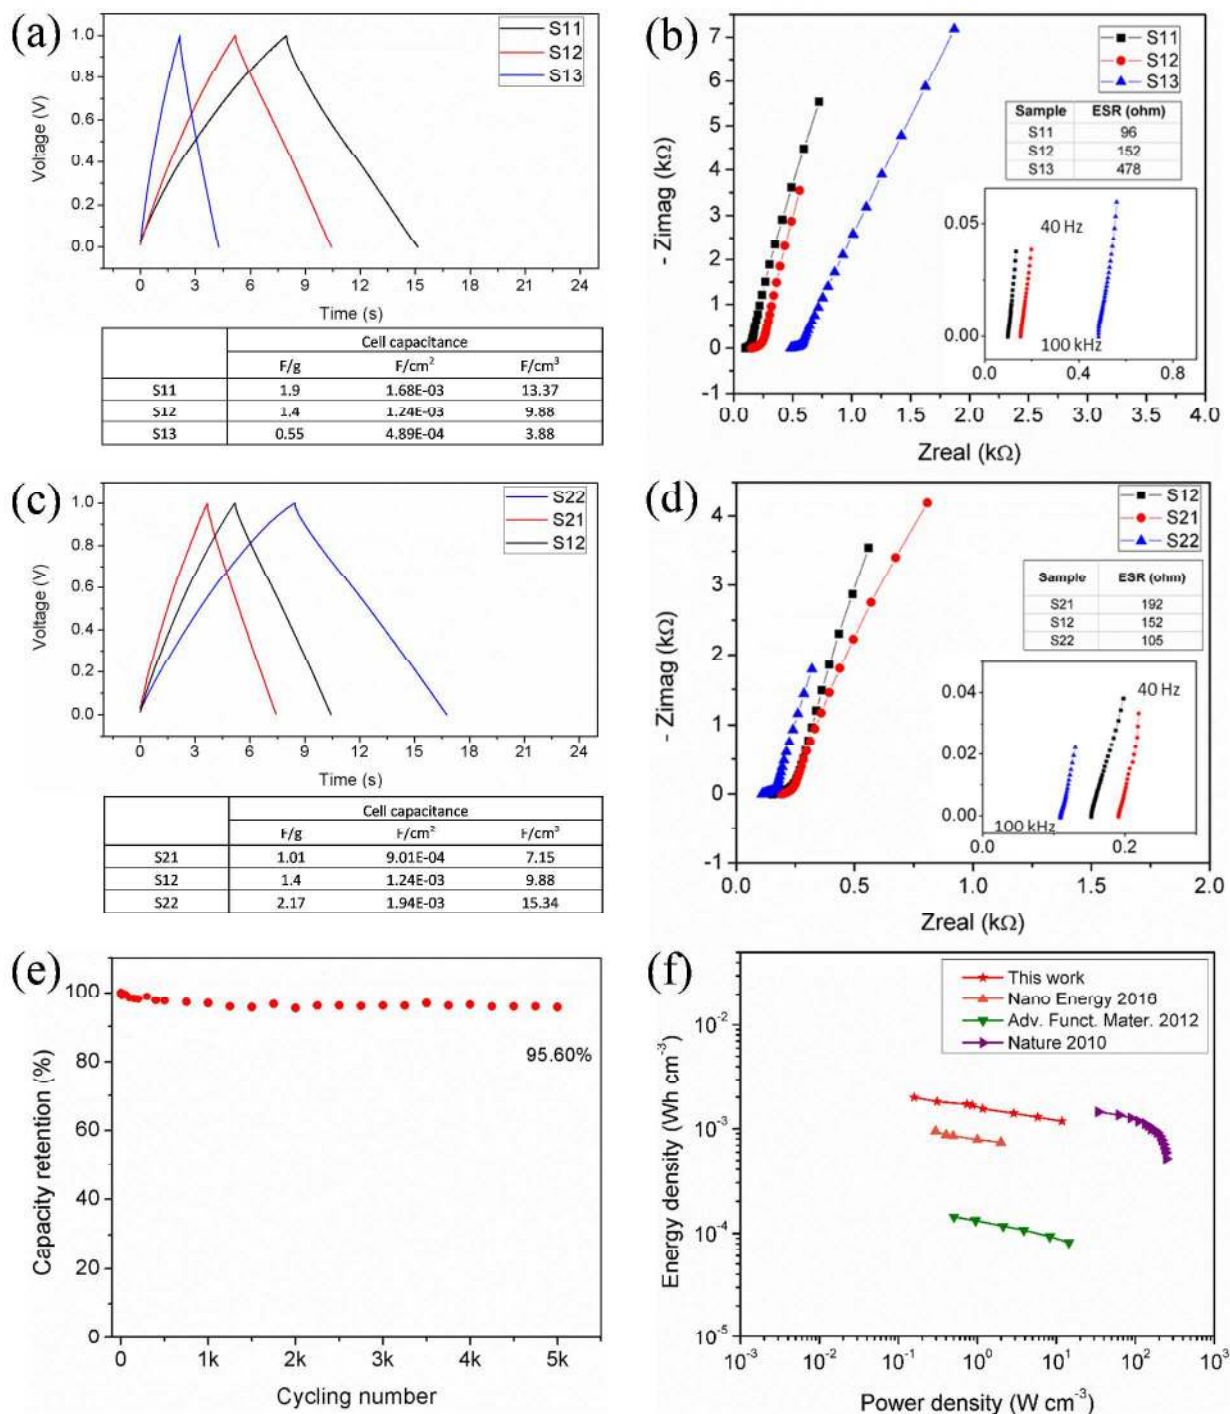 (a)
S11
S12
S13
1.0
0.8
0.6
0.4
0.2
0.0
Voltage (V)
0 3 6 9 12 15 18 21 24
Time (s)
Cell capacitance
F/g F/cm² F/cm³
S11 1.9 1.68E-03 13.37
S12 1.4 1.24E-03 9.88
S13 0.55 4.89E-04 3.88
(b)
S11
S12
S13
7
6
5
4
3
2
1
0
-1
- Zimag (kΩ)
Sample ESR (ohm)
S11 96
S12 152
S13 478
0.05
0.00
40 Hz
100 kHz
0.0 0.4 0.8
0.0 0.5 1.0 1.5 2.0 2.5 3.0 3.5 4.0
Zreal (kΩ)
(c)
S22
S21
S12
1.0
0.8
0.6
0.4
0.2
0.0
Voltage (V)
0 3 6 9 12 15 18 21 24
Time (s)
Cell capacitance
F/g F/cm² F/cm³
S21 1.01 9.01E-04 7.15
S12 1.4 1.24E-03 9.88
S22 2.17 1.94E-03 15.34
(d)
S12
S21
S22
4
3
2
1
0
-1
- Zimag (kΩ)
Sample ESR (ohm)
S21 192
S12 152
S22 105
0.04
0.02
0.00
40 Hz
100 kHz
0.0 0.2
0.0 0.5 1.0 1.5 2.0
Zreal (kΩ)
(e)
100
80
60
40
20
0
Capacity retention (%)
95.60%
0 1k 2k 3k 4k 5k
Cycling number
(f)
This work
Nano Energy 2016
Adv. Funct. Mater. 2012
Nature 2010
10⁻²
10⁻³
10⁻⁴
10⁻⁵
Energy density (Wh cm⁻³)
10⁻³ 10⁻² 10⁻¹ 10⁰ 10¹ 10² 10³
Power density (W cm⁻³)